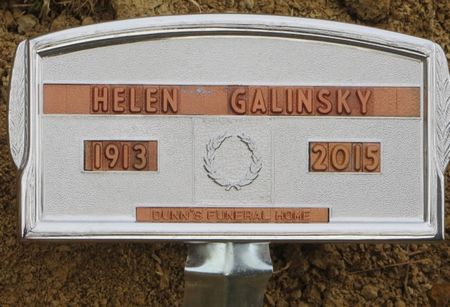 HELEN GALINSKY
1913 2015
DUNN'S FUNERAL HOME